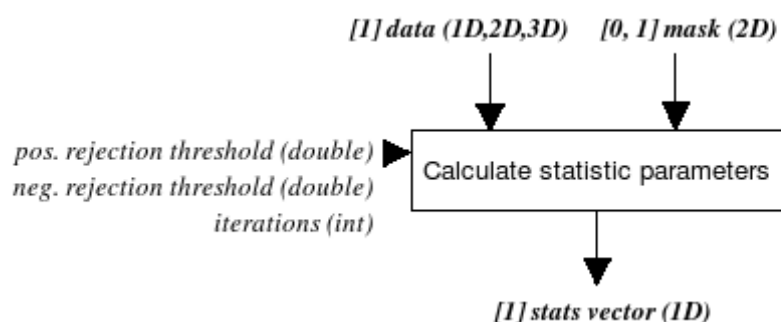 [1] data (1D,2D,3D) [0, 1] mask (2D)
pos. rejection threshold (double)
Calculate statistic parameters
neg. rejection threshold (double)
iterations (int)
[1] stats vector (1D)